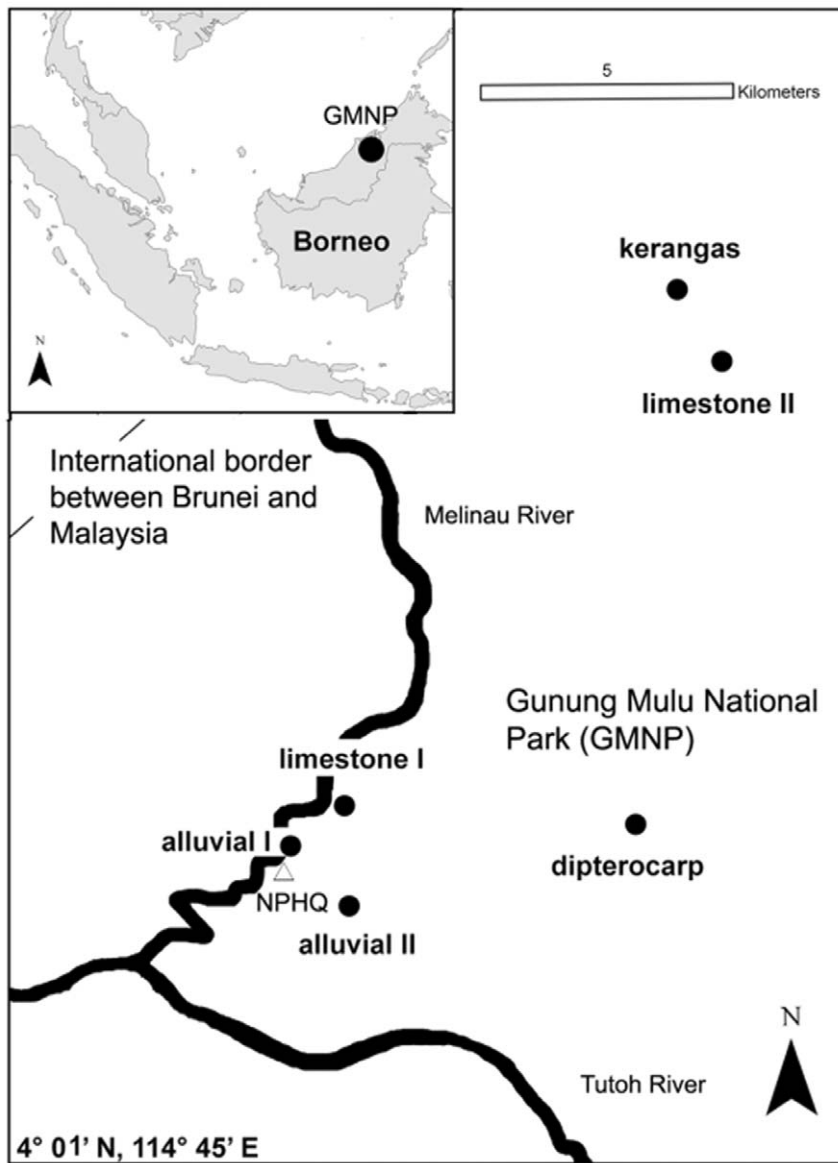 GMNP
Borneo
N
5
Kilometers
kerangas
limestone II
International border
between Brunei and
Malaysia
Melinau River
Gunung Mulu National
Park (GMNP)
limestone I
alluvial I
NPHQ
alluvial II
dipterocarp
N
Tutoh River
4° 01' N, 114° 45' E